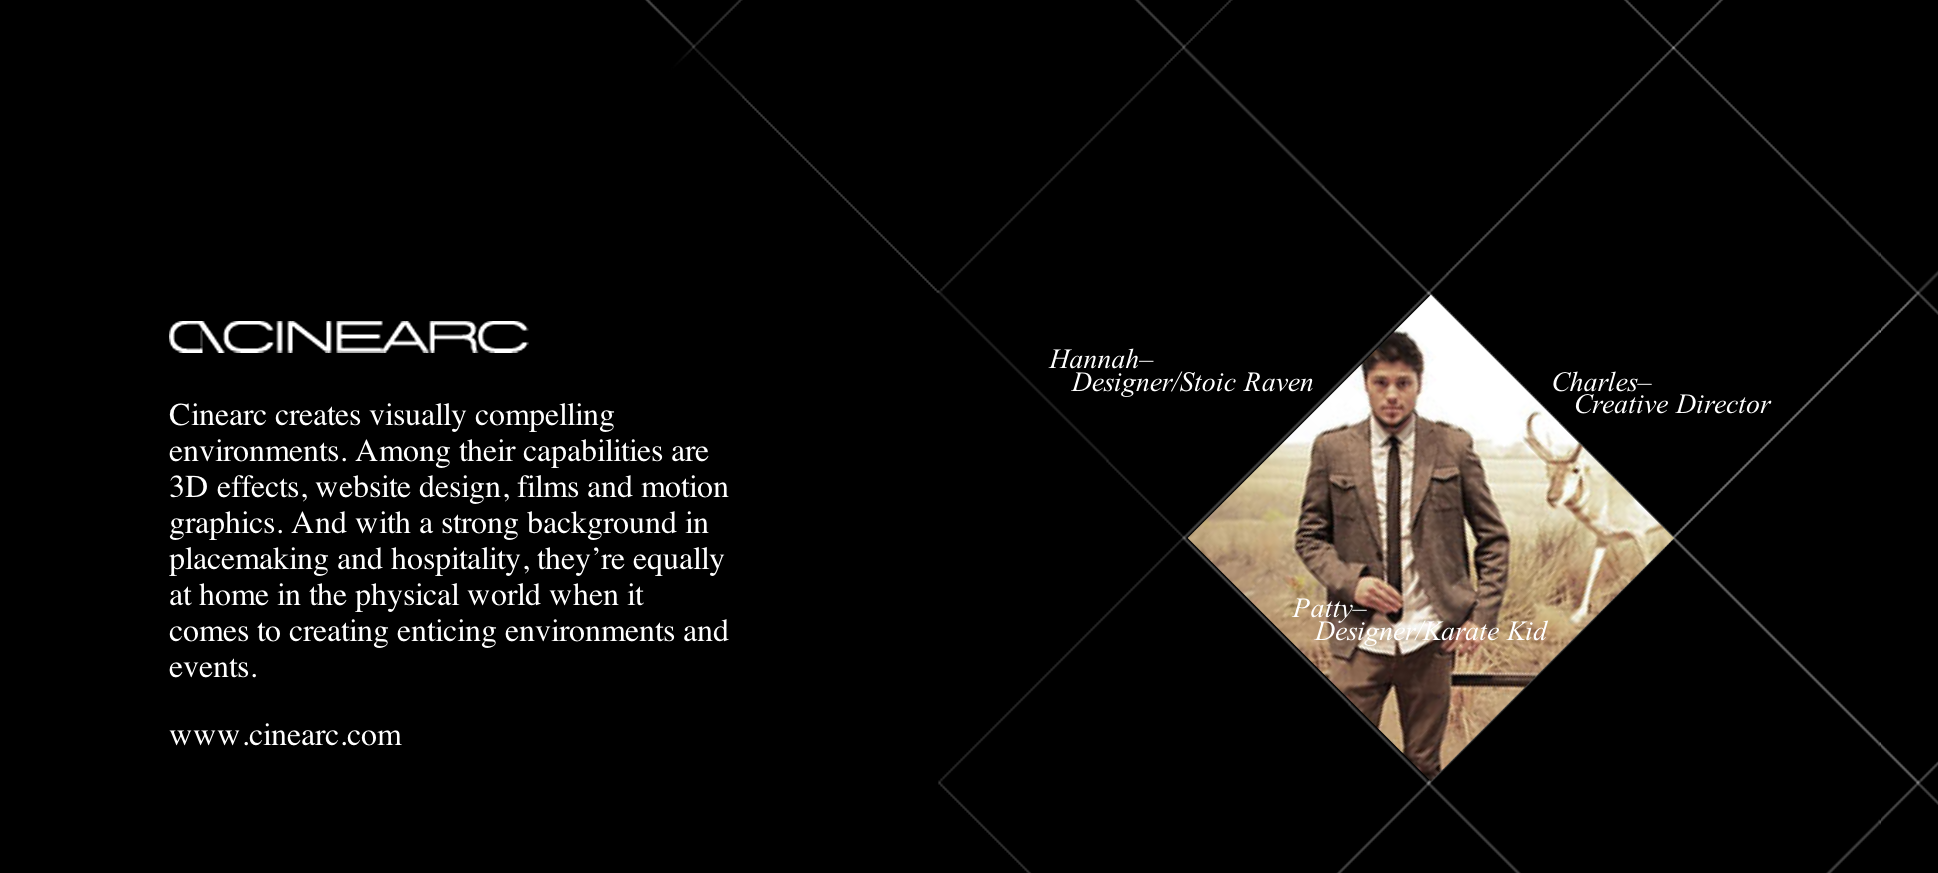 CINEARC
Cinearc creates visually compelling
environments. Among their capabilities are
3D effects, website design, films and motion
graphics. And with a strong background in
placemaking and hospitality, they’re equally
at home in the physical world when it
comes to creating enticing environments and
events.
www.cinearc.com
Hannah–
Designer/Stoic Raven
Charles–
Creative Director
Patty–
Designer/Karate Kid